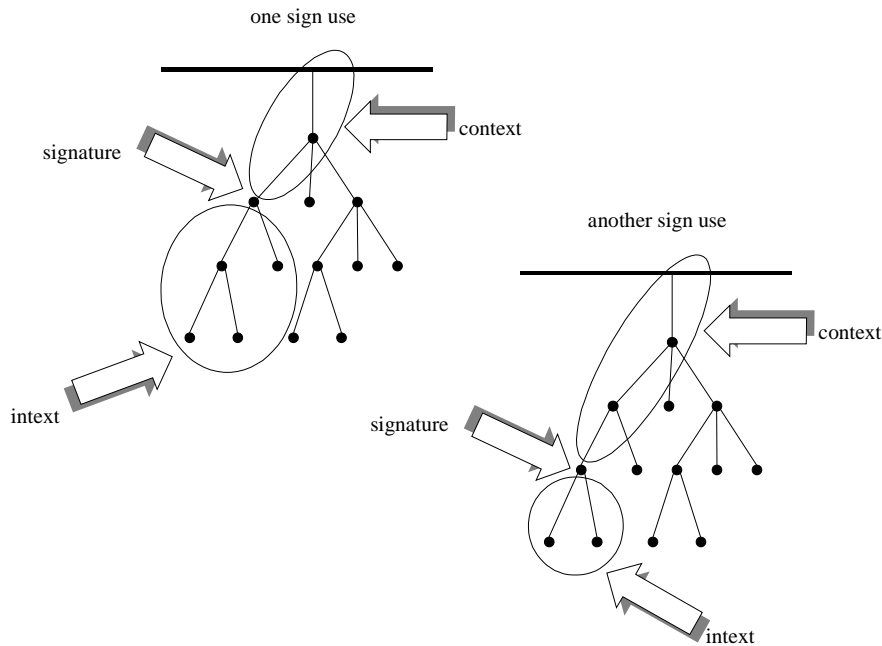 one sign use
context
signature
another sign use
context
intext
signature
intext